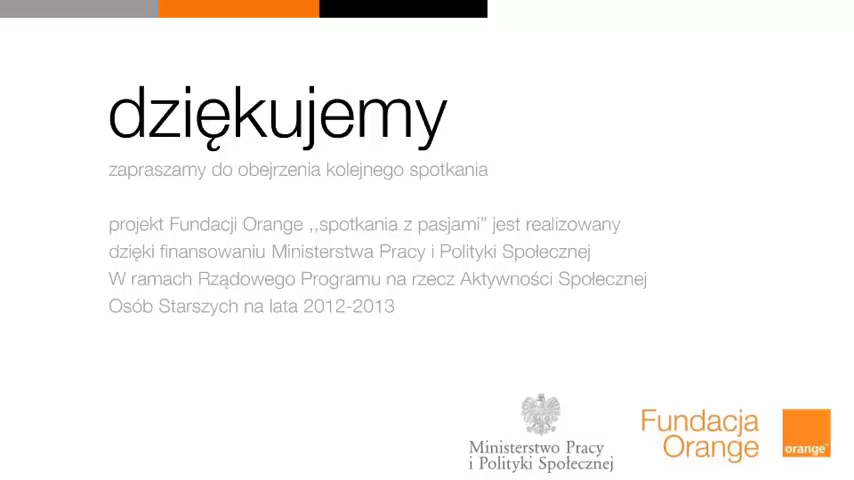 dziękujemy
zapraszamy do obejrzenia kolejnego spotkania
projekt Fundacji Orange ,,spotkania z pasjami” jest realizowany
dzięki finansowaniu Ministerstwa Pracy i Polityki Społecznej
W ramach Rządowego Programu na rzecz Aktywności Społecznej
Osób Starszych na lata 2012-2013
Ministerstwo Pracy
i Polityki Społecznej
Fundacja
Orange
orange™